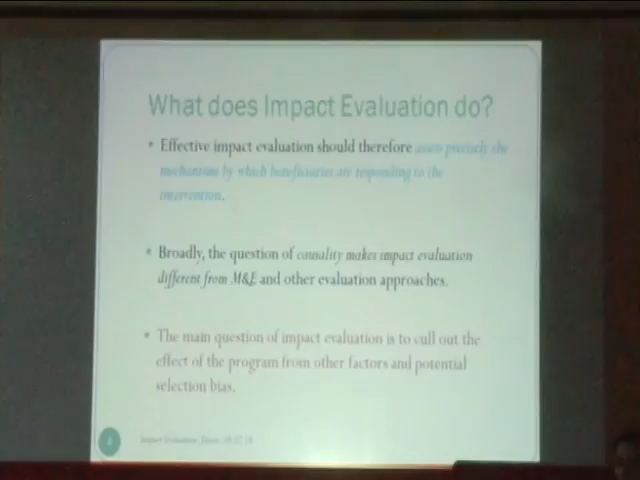 What does Impact Evaluation do?
• Effective impact evaluation should therefore assess precisely the
mechanisms by which beneficiaries are responding to the
intervention.
• Broadly, the question of causality makes impact evaluation
different from M&E and other evaluation approaches.
• The main question of impact evaluation is to cull out the
effect of the program from other factors and potential
selection bias.
Impact Evaluation,